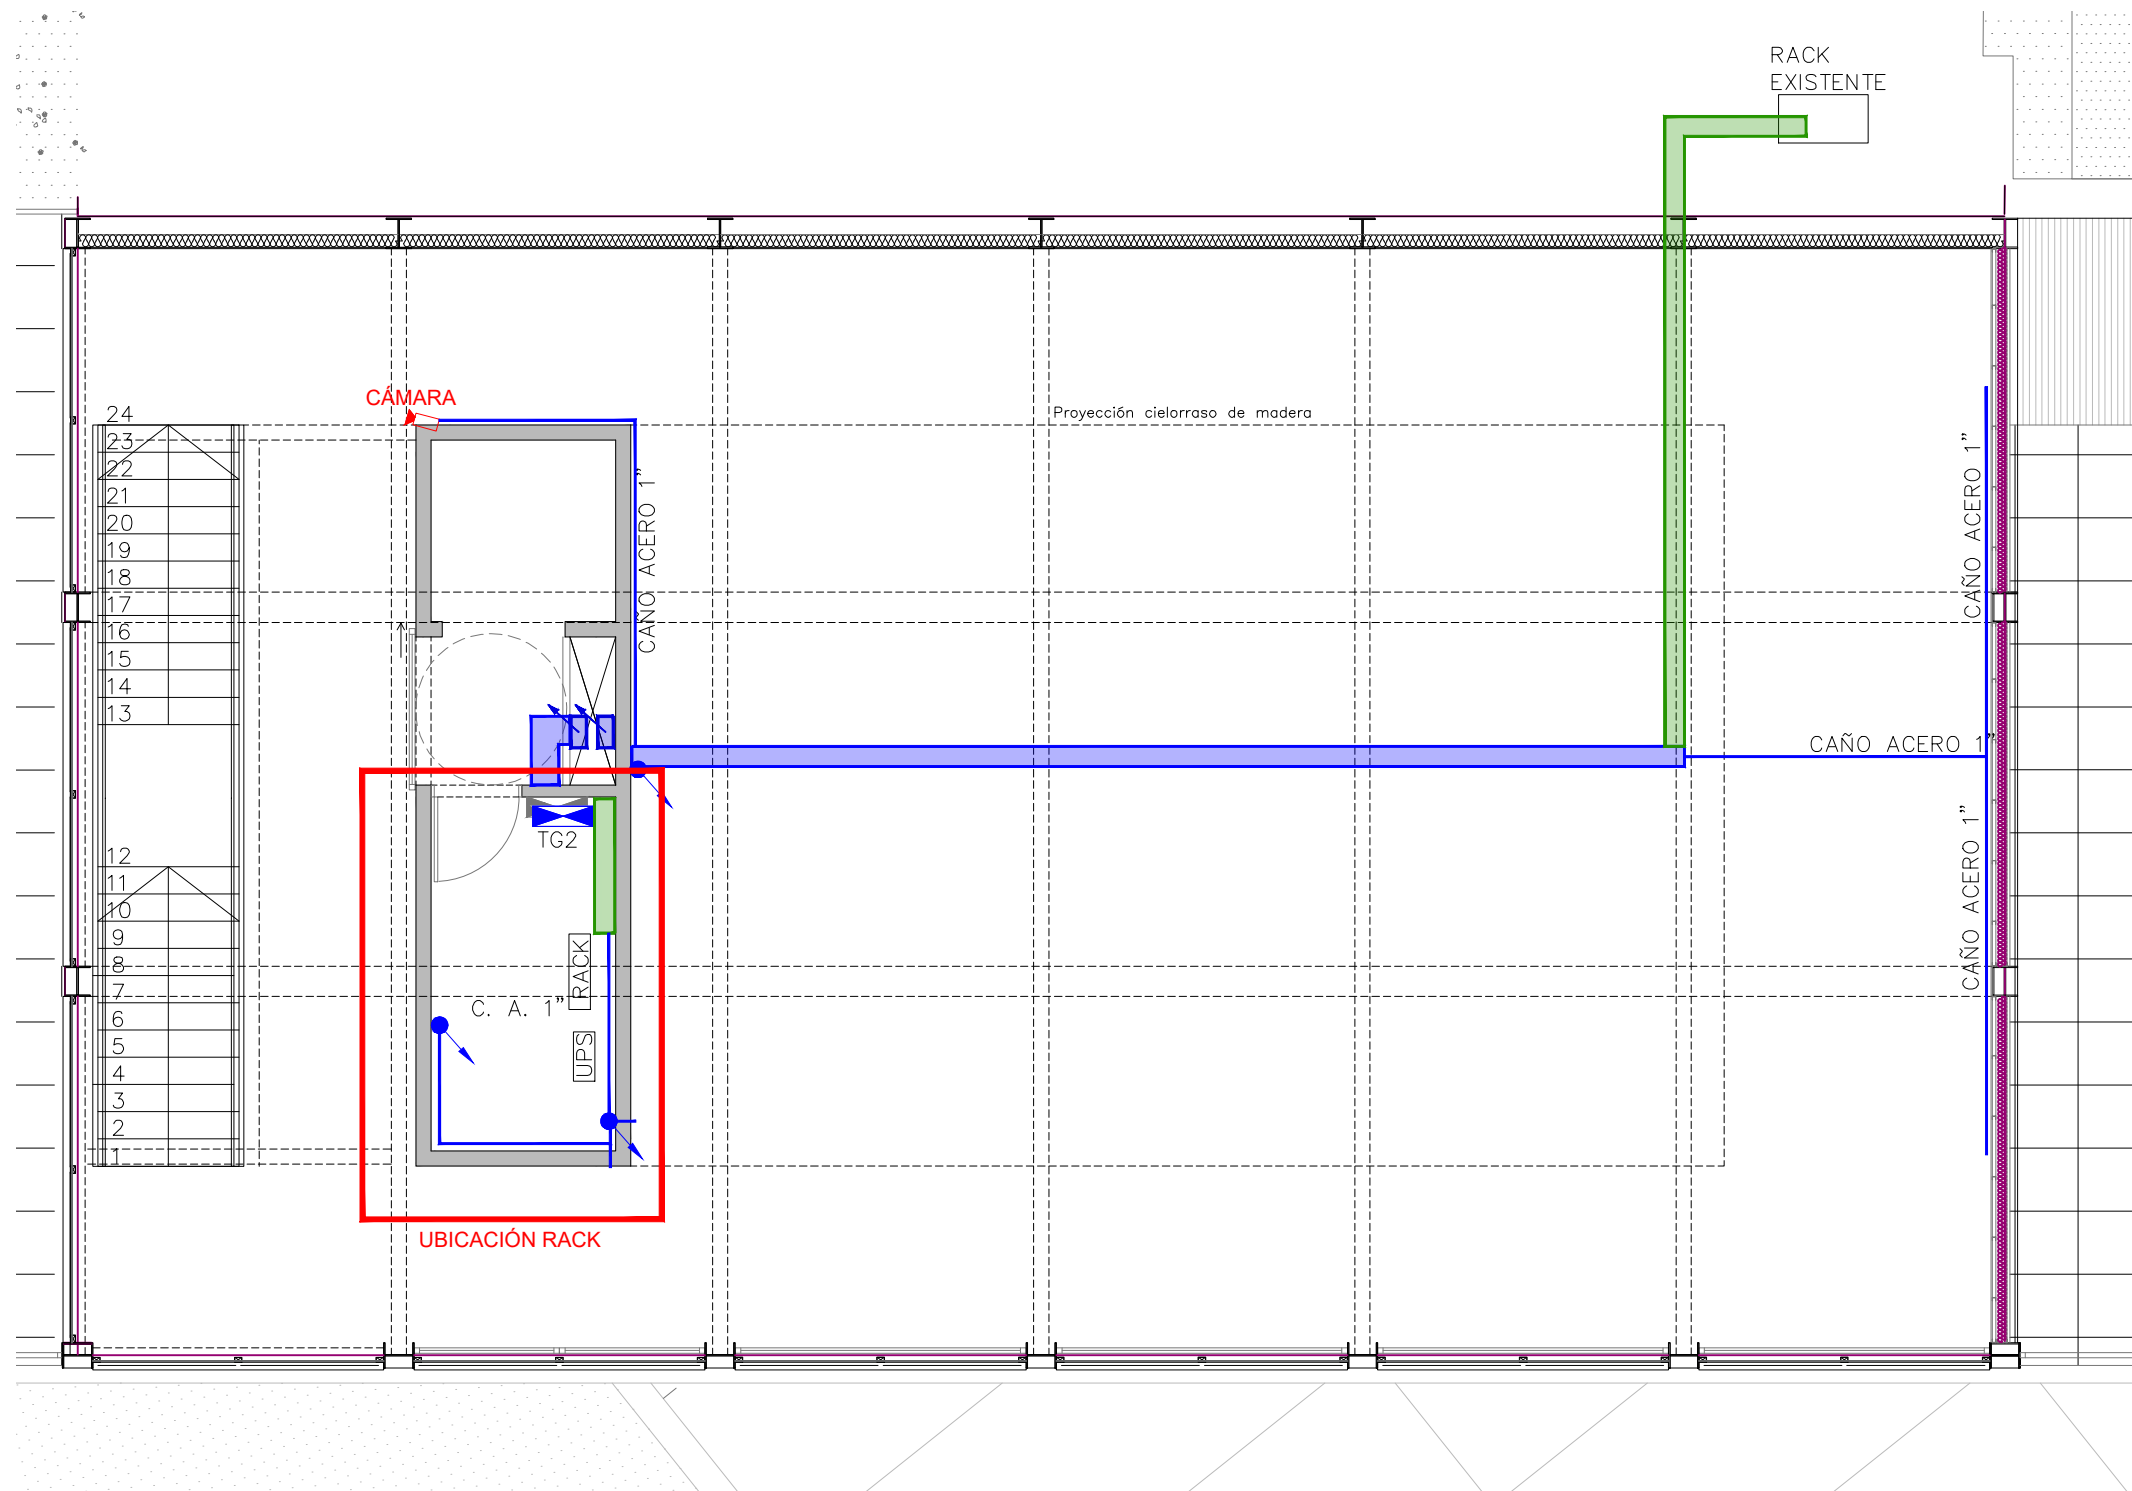 RACK
EXISTENTE
CÁMARA
Proyección cielorraso de madera
24
23
22
21
20
19
18
17
16
15
14
13
12
11
10
9
8
7
6
5
4
3
2
1
CAÑO ACERO 1"
CAÑO ACERO 1"
CAÑO ACERO 1"
CAÑO ACERO 1"
TG2
RACK
C. A. 1"
UPS
UBICACIÓN RACK